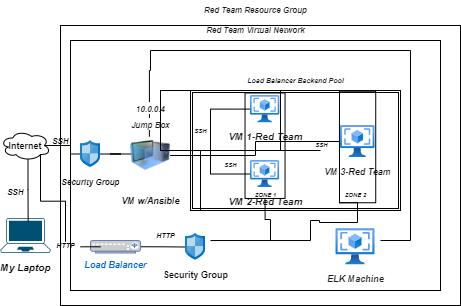 Red Team Resource Group
Red Team Virtual Network
Load Balancer Backend Pool
10.0.0.4
Jump Box
SSH
VM 1-Red Team
SSH
Internet
SSH
SSH
VM 3-Red Team
Security Group
VM w/Ansible
ZONE 1
ZONE 2
VM 2-Red Team
SSH
HTTP
HTTP
My Laptop
Load Balancer
Security Group
ELK Machine